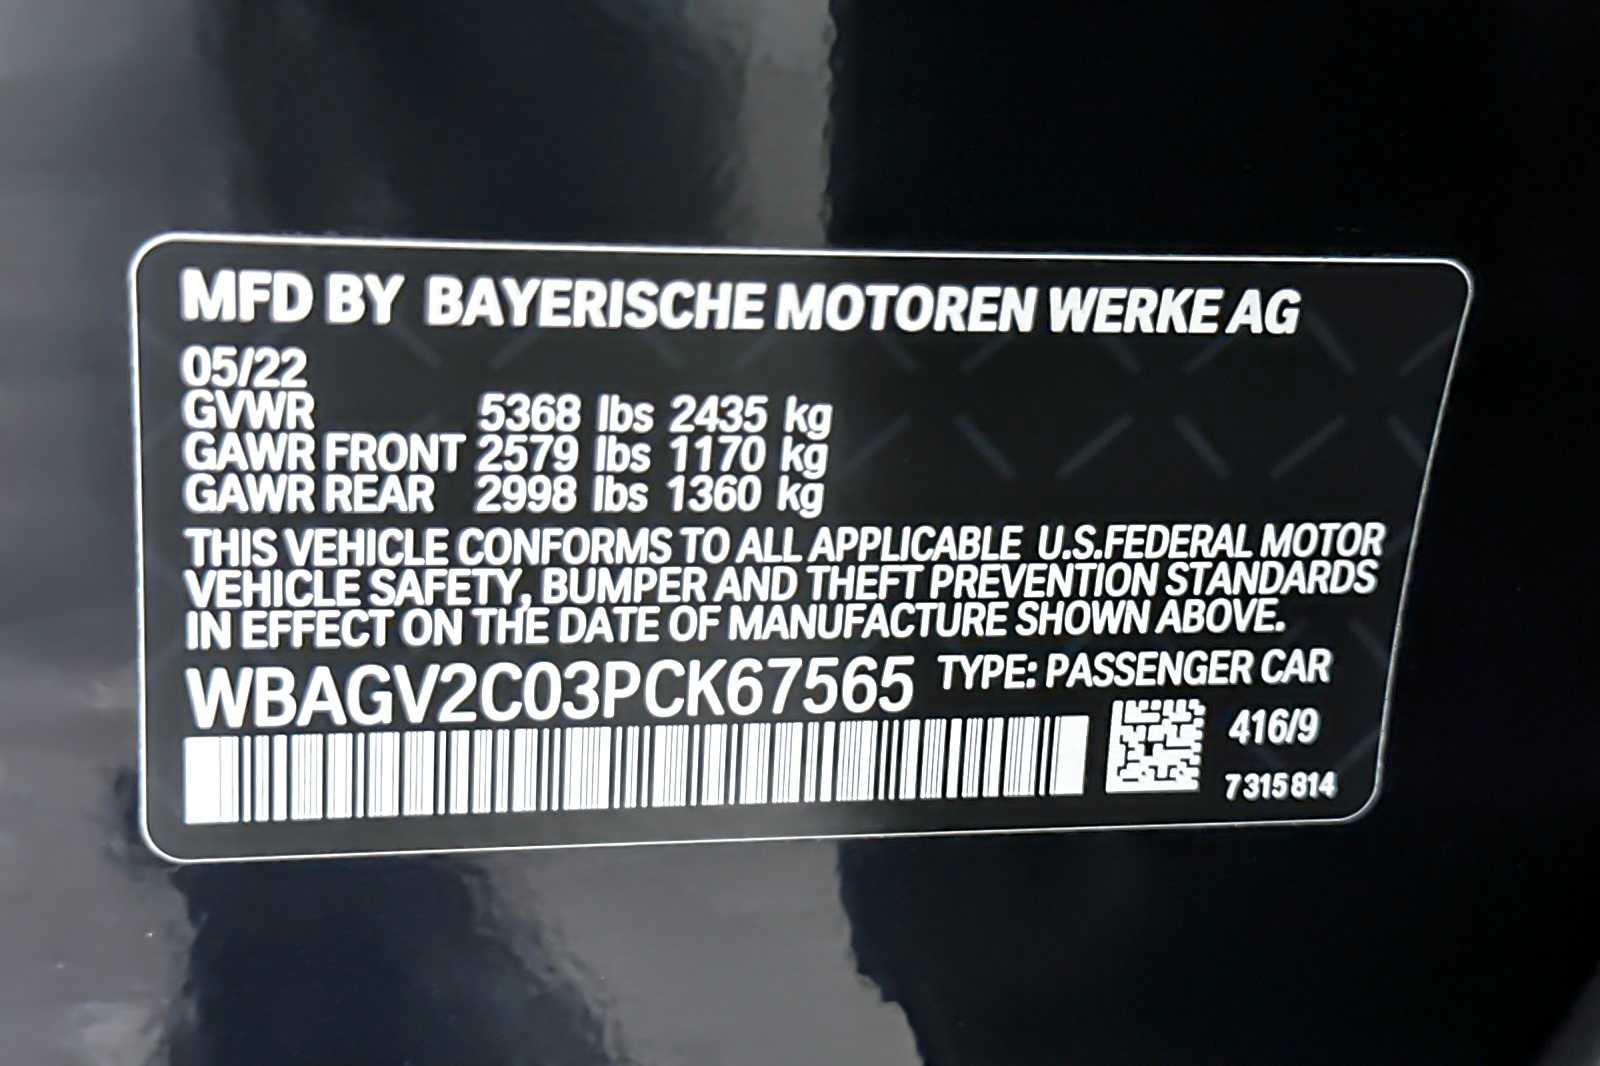 MFD BY BAYERISCHE MOTOREN WERKE AG
05/22
GVWR 5368 lbs 2435 kg
GAWR FRONT 2579 lbs 1170 kg
GAWR REAR 2998 lbs 1360 kg
THIS VEHICLE CONFORMS TO ALL APPLICABLE U.S.FEDERAL MOTOR
VEHICLE SAFETY, BUMPER AND THEFT PREVENTION STANDARDS
IN EFFECT ON THE DATE OF MANUFACTURE SHOWN ABOVE.
WBAGV2C03PCK67565 TYPE: PASSENGER CAR
416/9
7315814